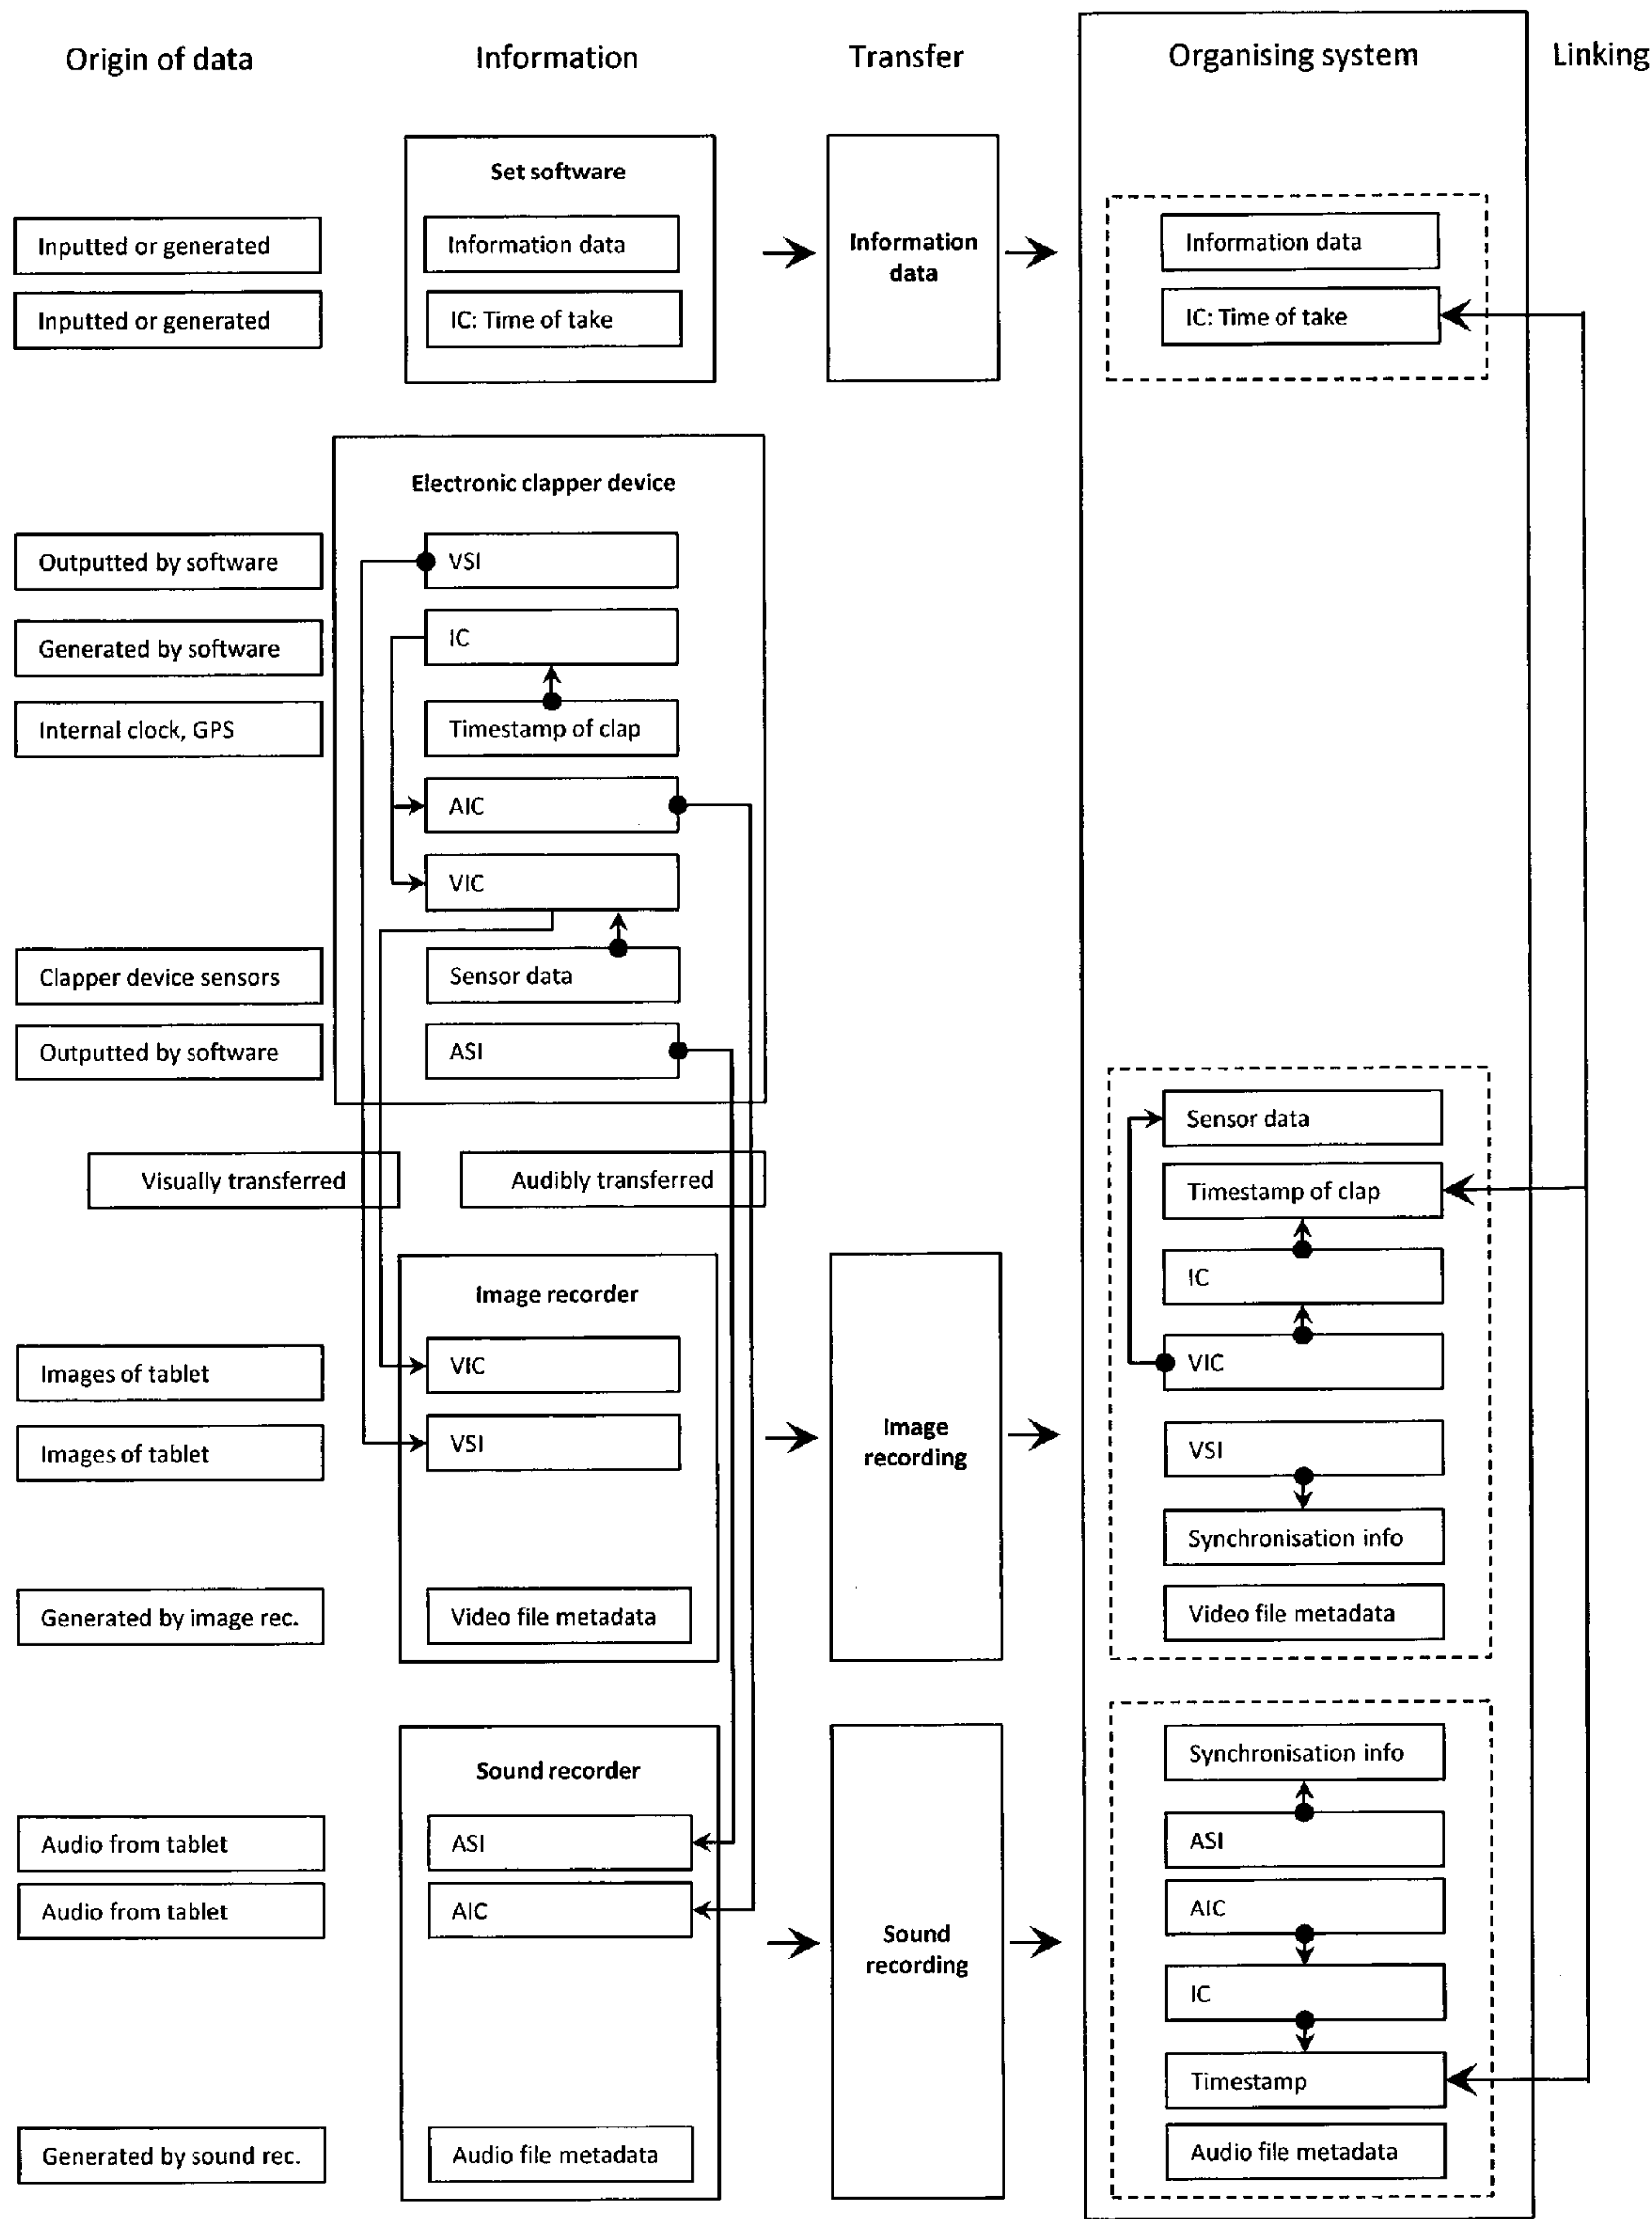 Origin of data
Information
Transfer
Organising system
Linking
Set software
Inputted or generated
Information data
Information
data
Information data
Inputted or generated
IC: Time of take
IC: Time of take
Electronic clapper device
Outputted by software
VSI
Generated by software
IC
Internal clock, GPS
Timestamp of clap
AIC
VIC
Clapper device sensors
Sensor data
Outputted by software
ASI
Visually transferred
Audibly transferred
Sensor data
Timestamp of clap
IC
VIC
VSI
Synchronisation info
Video file metadata
Image recorder
Images of tablet
VIC
Images of tablet
VSI
Image
recording
Generated by image rec.
Video file metadata
Sound recorder
Audio from tablet
ASI
Audio from tablet
AIC
Sound
recording
Generated by sound rec.
Audio file metadata
Synchronisation info
ASI
AIC
IC
Timestamp
Audio file metadata